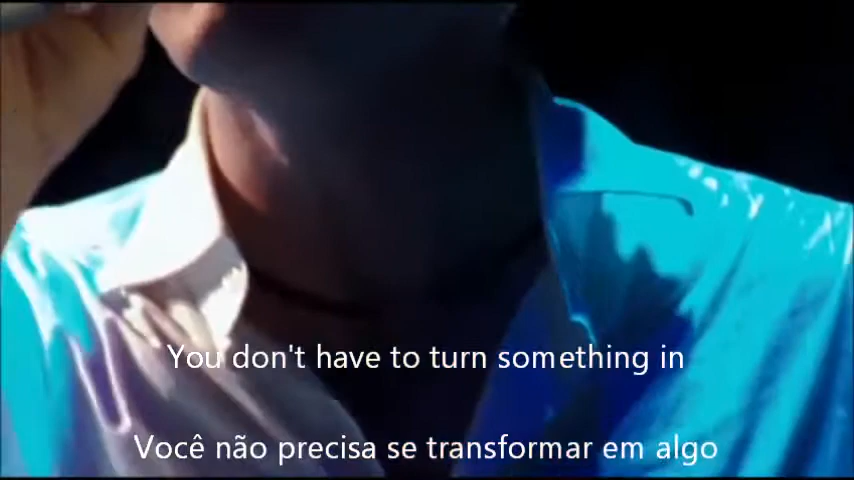 You don't have to turn something in
Você não precisa se transformar em algo